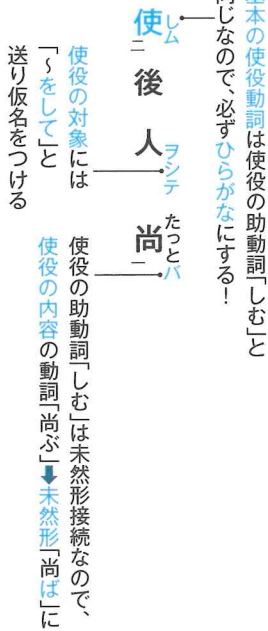 基本の使役動詞は使役の助動詞「しむ」と
同じなので、必ずひらがなにする!
使シム二 後 人ヲシテ 尚たっとバ一
使役の対象には
「~をして」と
送り仮名をつける
使役の助動詞「しむ」は未然形接続なので、
使役の内容の動詞「尚ぶ」➡未然形「尚ば」に